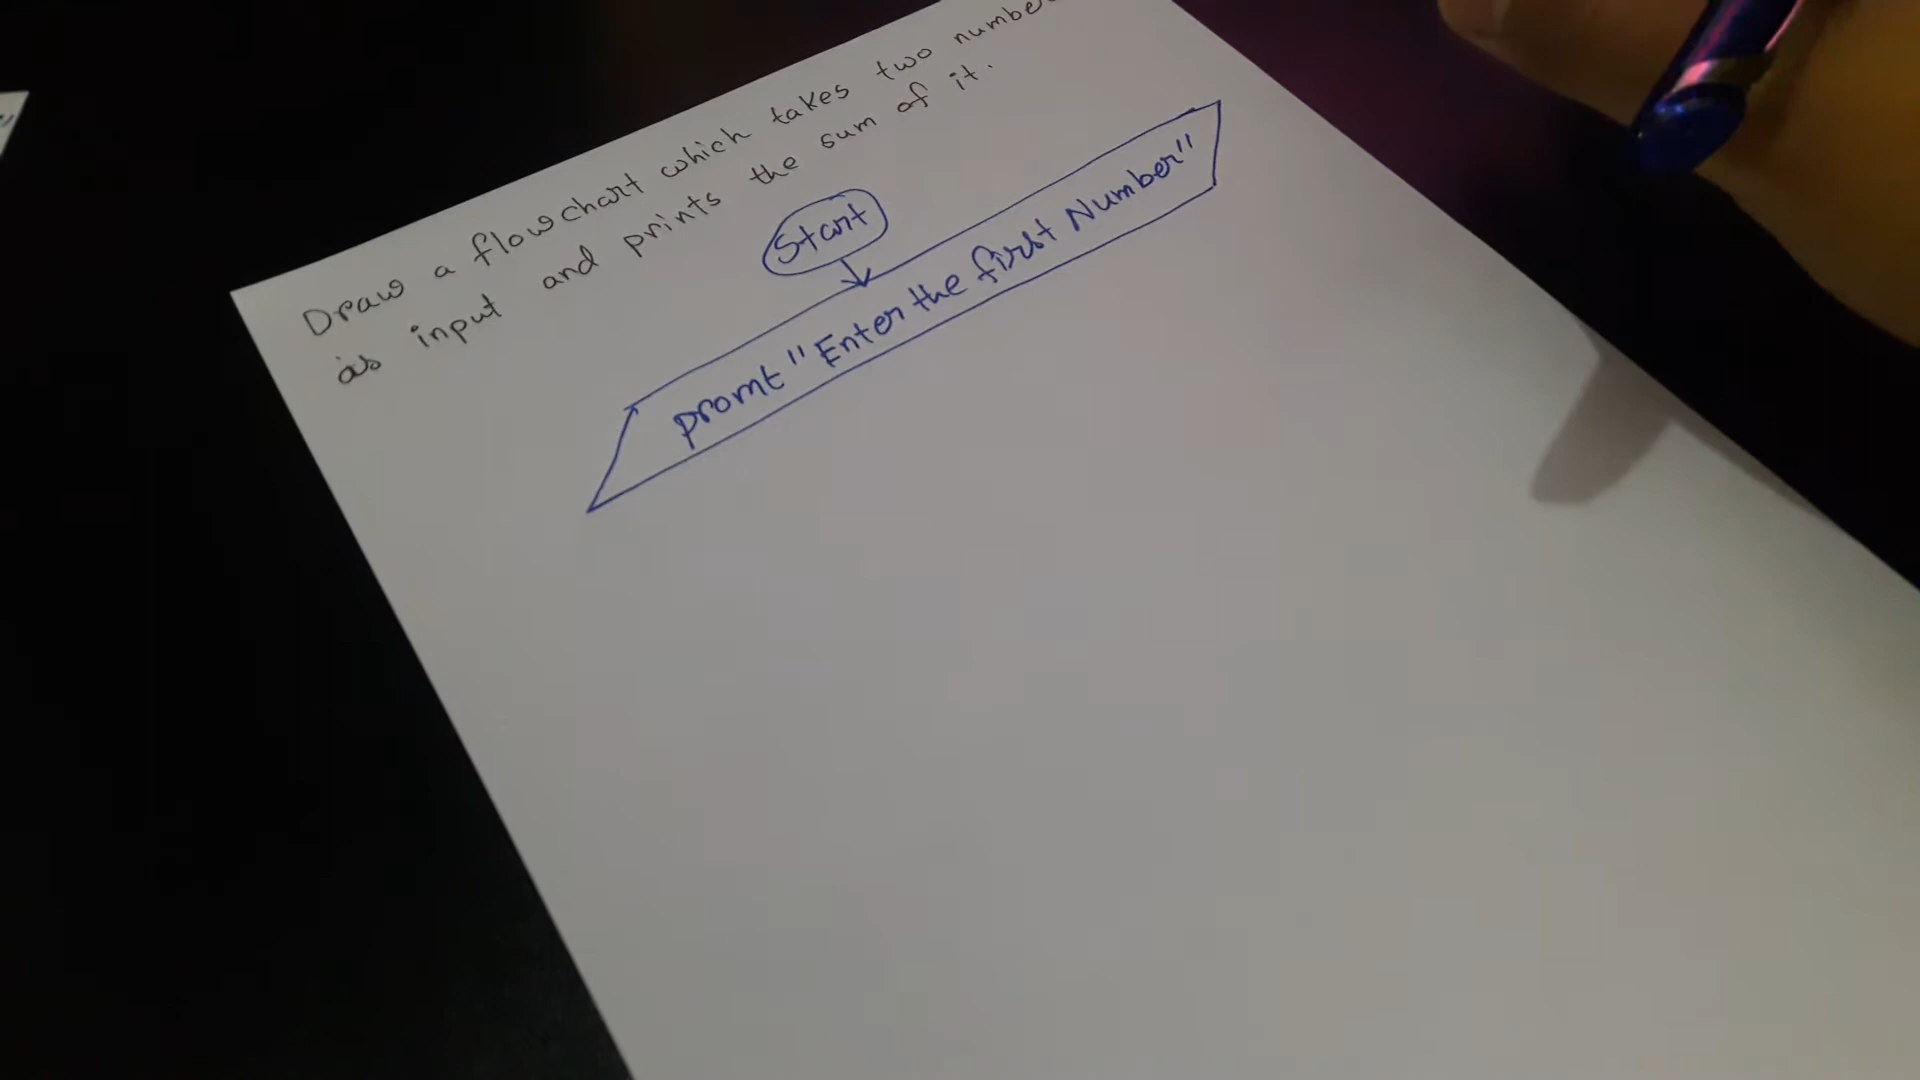 Draw a flowchart which takes two number
as input and prints the sum of it.
Start
promt "Enter the first Number"